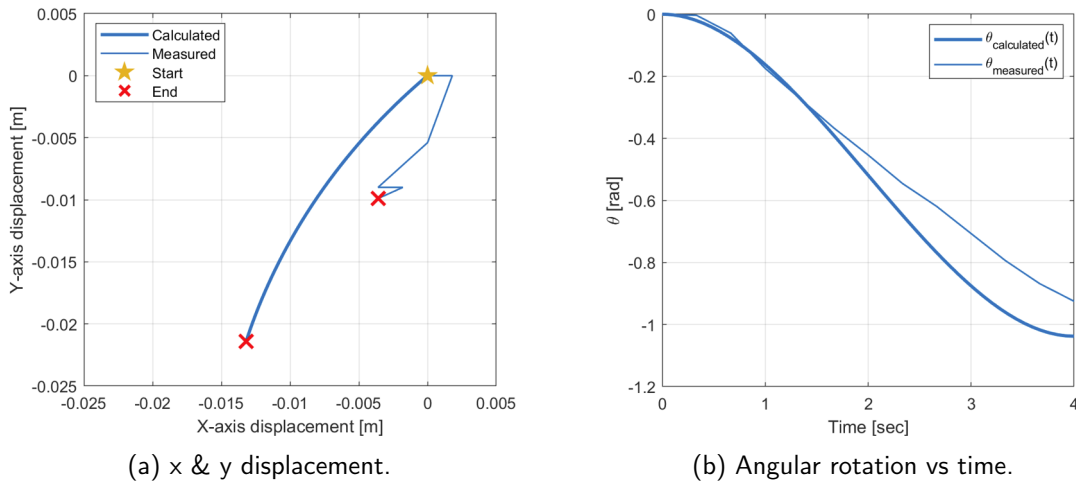 0.005
0
-0.005
-0.01
-0.015
-0.02
-0.025
Y-axis displacement [m]
Calculated
Measured
Start
End
-0.025 -0.02 -0.015 -0.01 -0.005 0 0.005
X-axis displacement [m]
(a) x & y displacement.
0
-0.2
-0.4
-0.6
-0.8
-1
-1.2
θ [rad]
θcalculated(t)
θmeasured(t)
0 1 2 3 4
Time [sec]
(b) Angular rotation vs time.